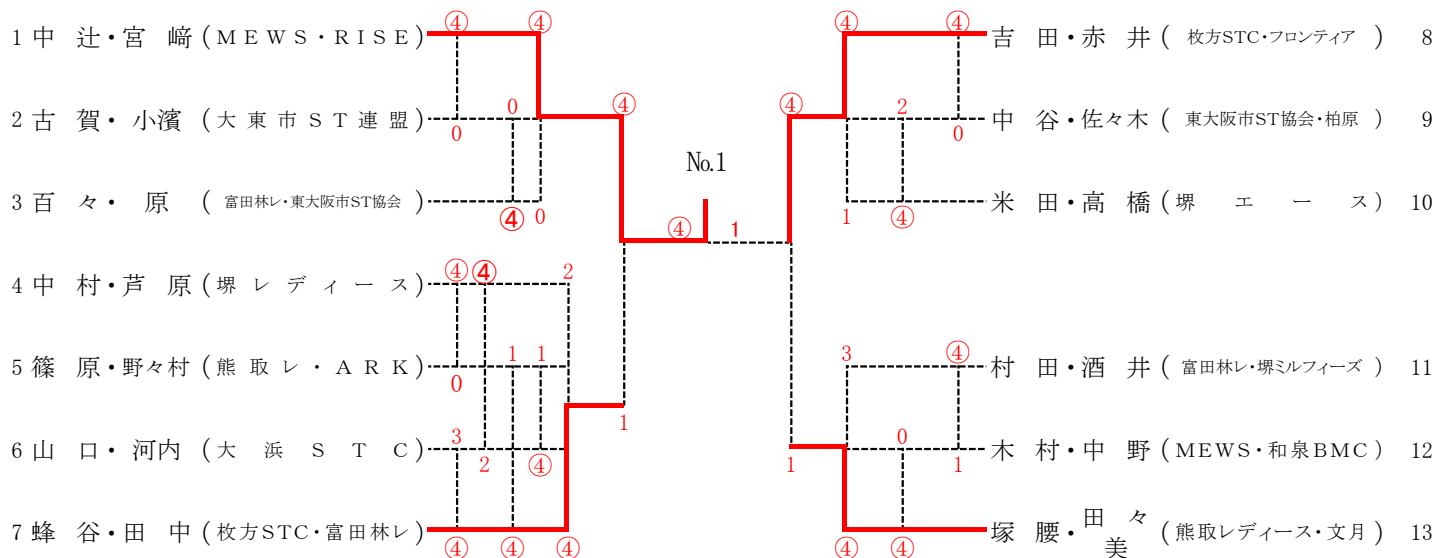 ④ ④ ④ ④
1 中 辻・宮 﨑 (MEWS・RISE)
吉 田・赤 井 ( 枚方STC・フロンティア ) 8
0 ④ ④ 2
2 古 賀・小濱 (大東市ST連盟)
中 谷・佐々木 ( 東大阪市ST協会・柏原 ) 9
0 0
№1
3 百 々・ 原 ( 富田林レ・東大阪市ST協会 )
米 田・高 橋 (堺 エ ー ス) 10
④ 0 1 ④
④ 1
④ ④ 2
4 中 村・芦 原 (堺レディース)
1 1 3 ④
5 篠 原・野々村 (熊取レ・ARK)
村 田・酒 井 ( 富田林レ・堺ミルフィーズ ) 11
0
1
3 0
6 山 口・河内 (大 浜 S T C)
木 村・中 野 (MEWS・和泉BMC) 12
2 ④ 1 1
7 蜂 谷・田 中 (枚方STC・富田林レ)
塚 腰・田 々 美 (熊取レディース・文月) 13
④ ④ ④ ④ ④